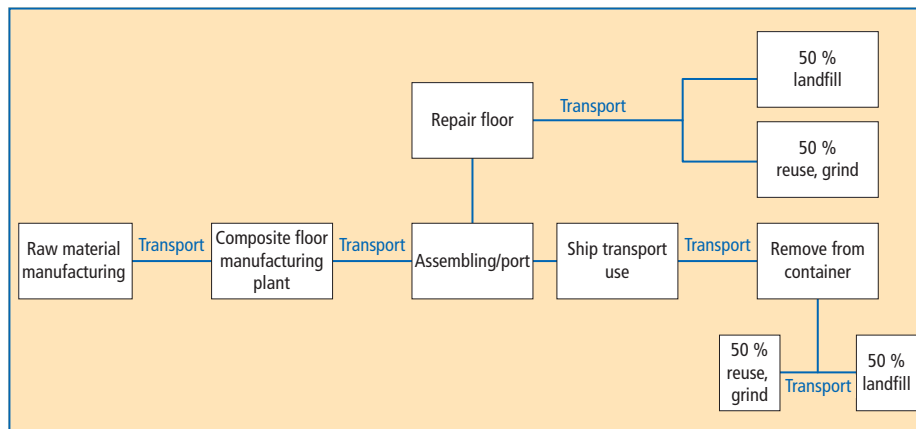 50 %
landfill
Repair floor
Transport
50 %
reuse, grind
Raw material
manufacturing
Transport
Composite floor
manufacturing
plant
Transport
Assembling/port
Ship transport
use
Transport
Remove from
container
50 %
reuse,
grind
Transport
50 %
landfill